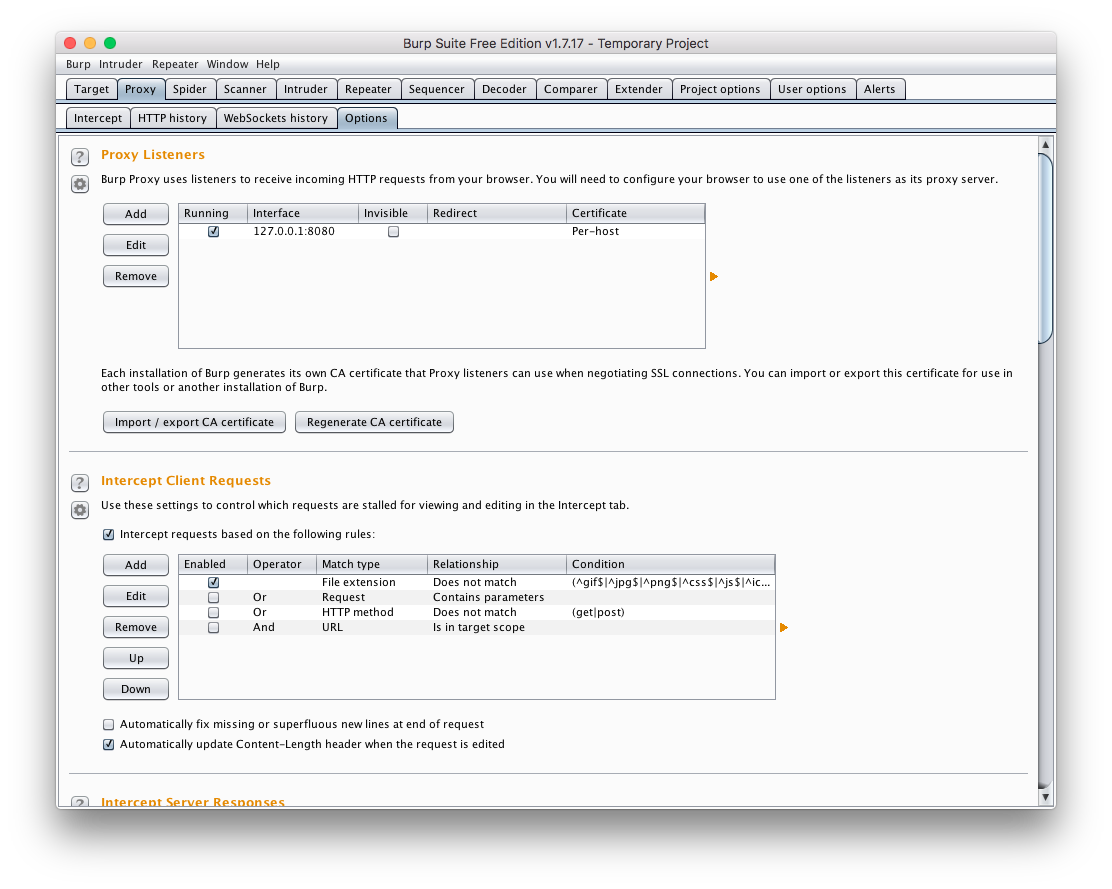 Burp Suite Free Edition v1.7.17 - Temporary Project
Burp Intruder Repeater Window Help
Target Proxy Spider Scanner Intruder Repeater Sequencer Decoder Comparer Extender Project options User options Alerts
Intercept HTTP history WebSockets history Options
? Proxy Listeners
Burp Proxy uses listeners to receive incoming HTTP requests from your browser. You will need to configure your browser to use one of the listeners as its proxy server.
Add Running Interface Invisible Redirect Certificate
127.0.0.1:8080 Per-host
Edit
Remove
Each installation of Burp generates its own CA certificate that Proxy listeners can use when negotiating SSL connections. You can import or export this certificate for use in
other tools or another installation of Burp.
Import / export CA certificate Regenerate CA certificate
? Intercept Client Requests
Use these settings to control which requests are stalled for viewing and editing in the Intercept tab.
Intercept requests based on the following rules:
Add Enabled Operator Match type Relationship Condition
File extension Does not match (^gif$|^jpg$|^png$|^css$|^js$|^ic...
Edit Or Request Contains parameters
Or HTTP method Does not match (get|post)
Remove And URL Is in target scope
Up
Down
Automatically fix missing or superfluous new lines at end of request
Automatically update Content-Length header when the request is edited
? Intercept Server Responses